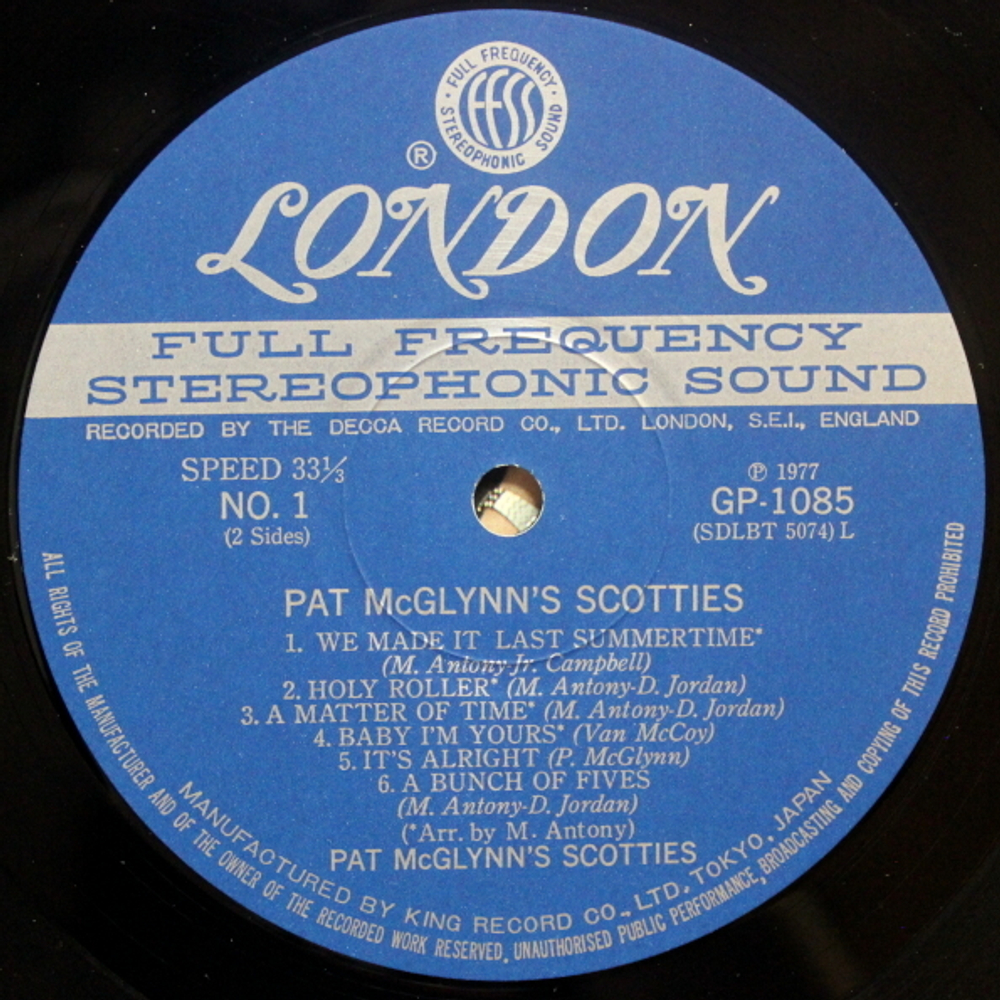 FULL FREQUENCY
STEREOPHONIC SOUND
FFSS
®
LONDON
FULL FREQUENCY
STEREOPHONIC SOUND
RECORDED BY THE DECCA RECORD CO., LTD. LONDON, S.E.I., ENGLAND
SPEED 33⅓
NO. 1
(2 Sides)
℗ 1977
GP-1085
(SDLBT 5074) L
PAT McGLYNN'S SCOTTIES
1. WE MADE IT LAST SUMMERTIME*
(M. Antony-Jr. Campbell)
2. HOLY ROLLER* (M. Antony-D. Jordan)
3. A MATTER OF TIME* (M. Antony-D. Jordan)
4. BABY I'M YOURS* (Van McCoy)
5. IT'S ALRIGHT (P. McGlynn)
6. A BUNCH OF FIVES
(M. Antony-D. Jordan)
(*Arr. by M. Antony)
PAT McGLYNN'S SCOTTIES
MANUFACTURED BY KING RECORD CO., LTD. TOKYO. JAPAN
ALL RIGHTS OF THE MANUFACTURER AND OF THE OWNER OF THE RECORDED WORK RESERVED. UNAUTHORISED PUBLIC PERFORMANCE, BROADCASTING AND COPYING OF THIS RECORD PROHIBITED